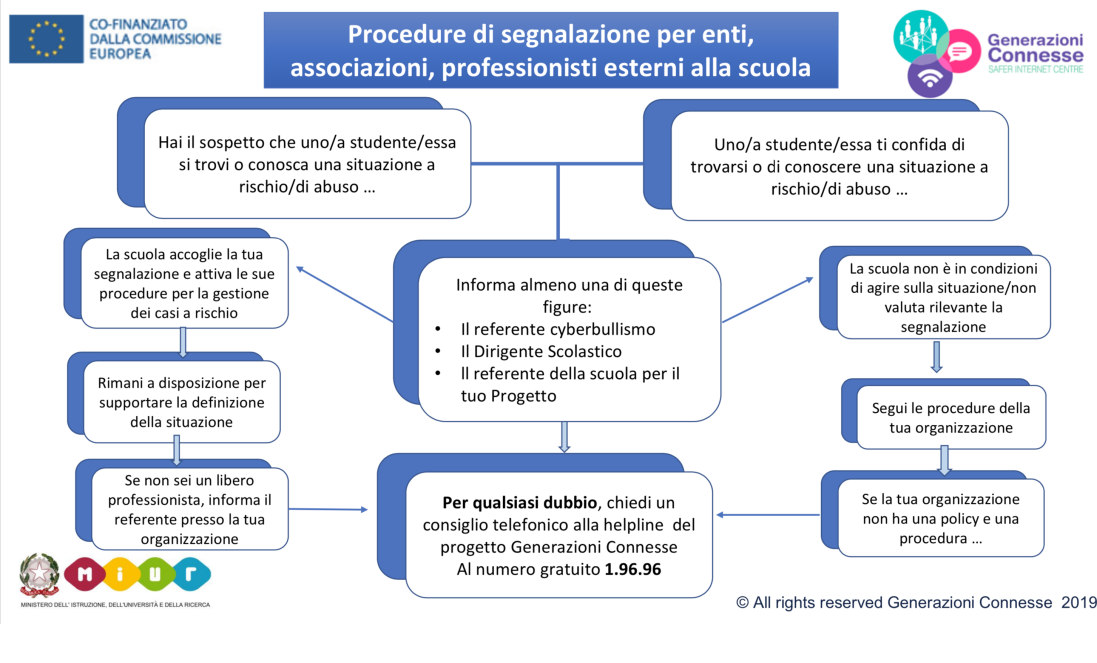 CO-FINANZIATO
DALLA COMMISSIONE
EUROPEA
Procedure di segnalazione per enti,
associazioni, professionisti esterni alla scuola
Generazioni
Connesse
SAFER INTERNET CENTRE
Hai il sospetto che uno/a studente/essa
si trovi o conosca una situazione a
rischio/di abuso …
Uno/a studente/essa ti confida di
trovarsi o di conoscere una situazione a
rischio/di abuso …
La scuola accoglie la tua
segnalazione e attiva le sue
procedure per la gestione
dei casi a rischio
Informa almeno una di queste
figure:
• Il referente cyberbullismo
• Il Dirigente Scolastico
• Il referente della scuola per il
tuo Progetto
La scuola non è in condizioni
di agire sulla situazione/non
valuta rilevante la
segnalazione
Rimani a disposizione per
supportare la definizione
della situazione
Segui le procedure della
tua organizzazione
Se non sei un libero
professionista, informa il
referente presso la tua
organizzazione
Per qualsiasi dubbio, chiedi un
consiglio telefonico alla helpline del
progetto Generazioni Connesse
Al numero gratuito 1.96.96
Se la tua organizzazione
non ha una policy e una
procedura …
miur
MINISTERO DELL' ISTRUZIONE, DELL'UNIVERSITÀ E DELLA RICERCA
© All rights reserved Generazioni Connesse 2019